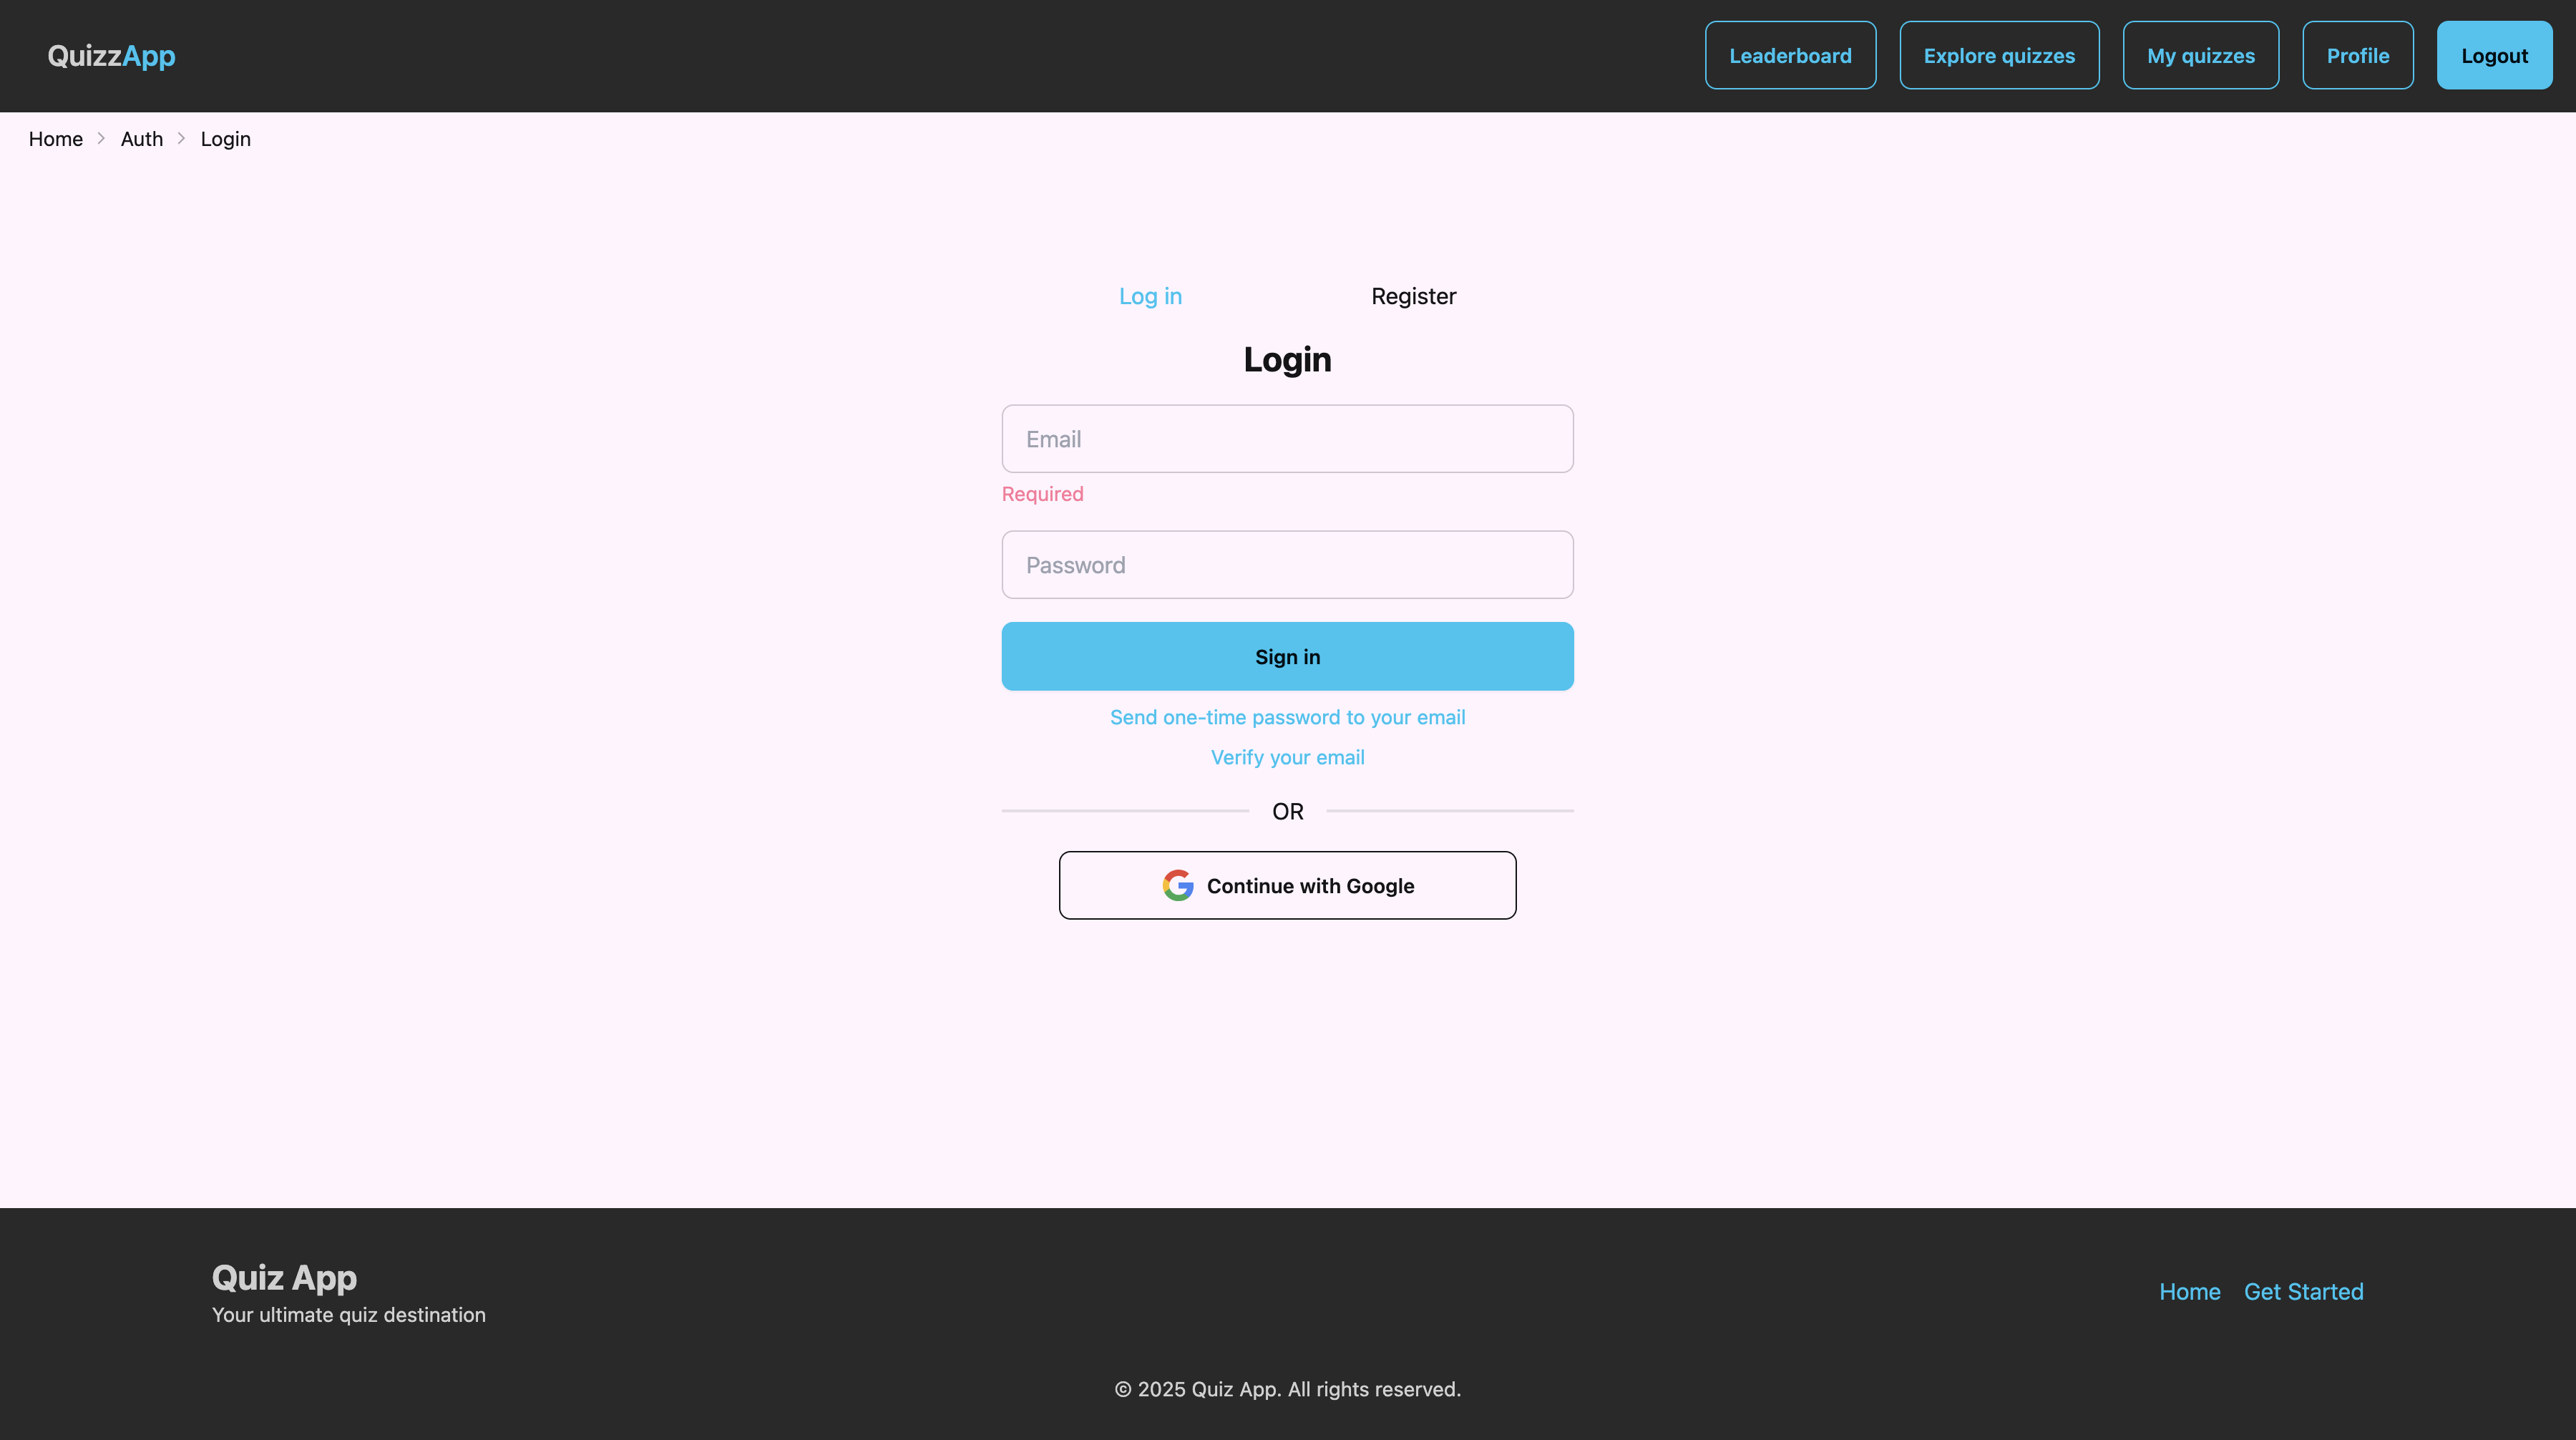 QuizzApp
Leaderboard
Explore quizzes
My quizzes
Profile
Logout
Home
Auth
Login
Log in
Register
Login
Email
Required
Password
Sign in
Send one-time password to your email
Verify your email
OR
Continue with Google
Quiz App
Your ultimate quiz destination
Home
Get Started
© 2025 Quiz App. All rights reserved.